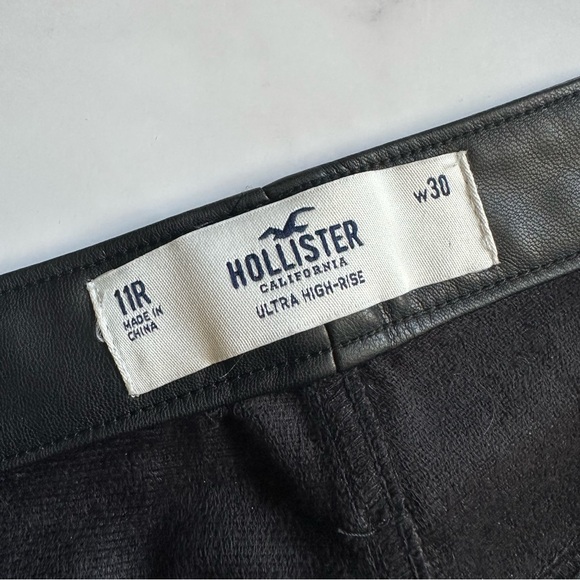 11R
MADE IN
CHINA
HOLLISTER
CALIFORNIA
ULTRA HIGH-RISE
W30